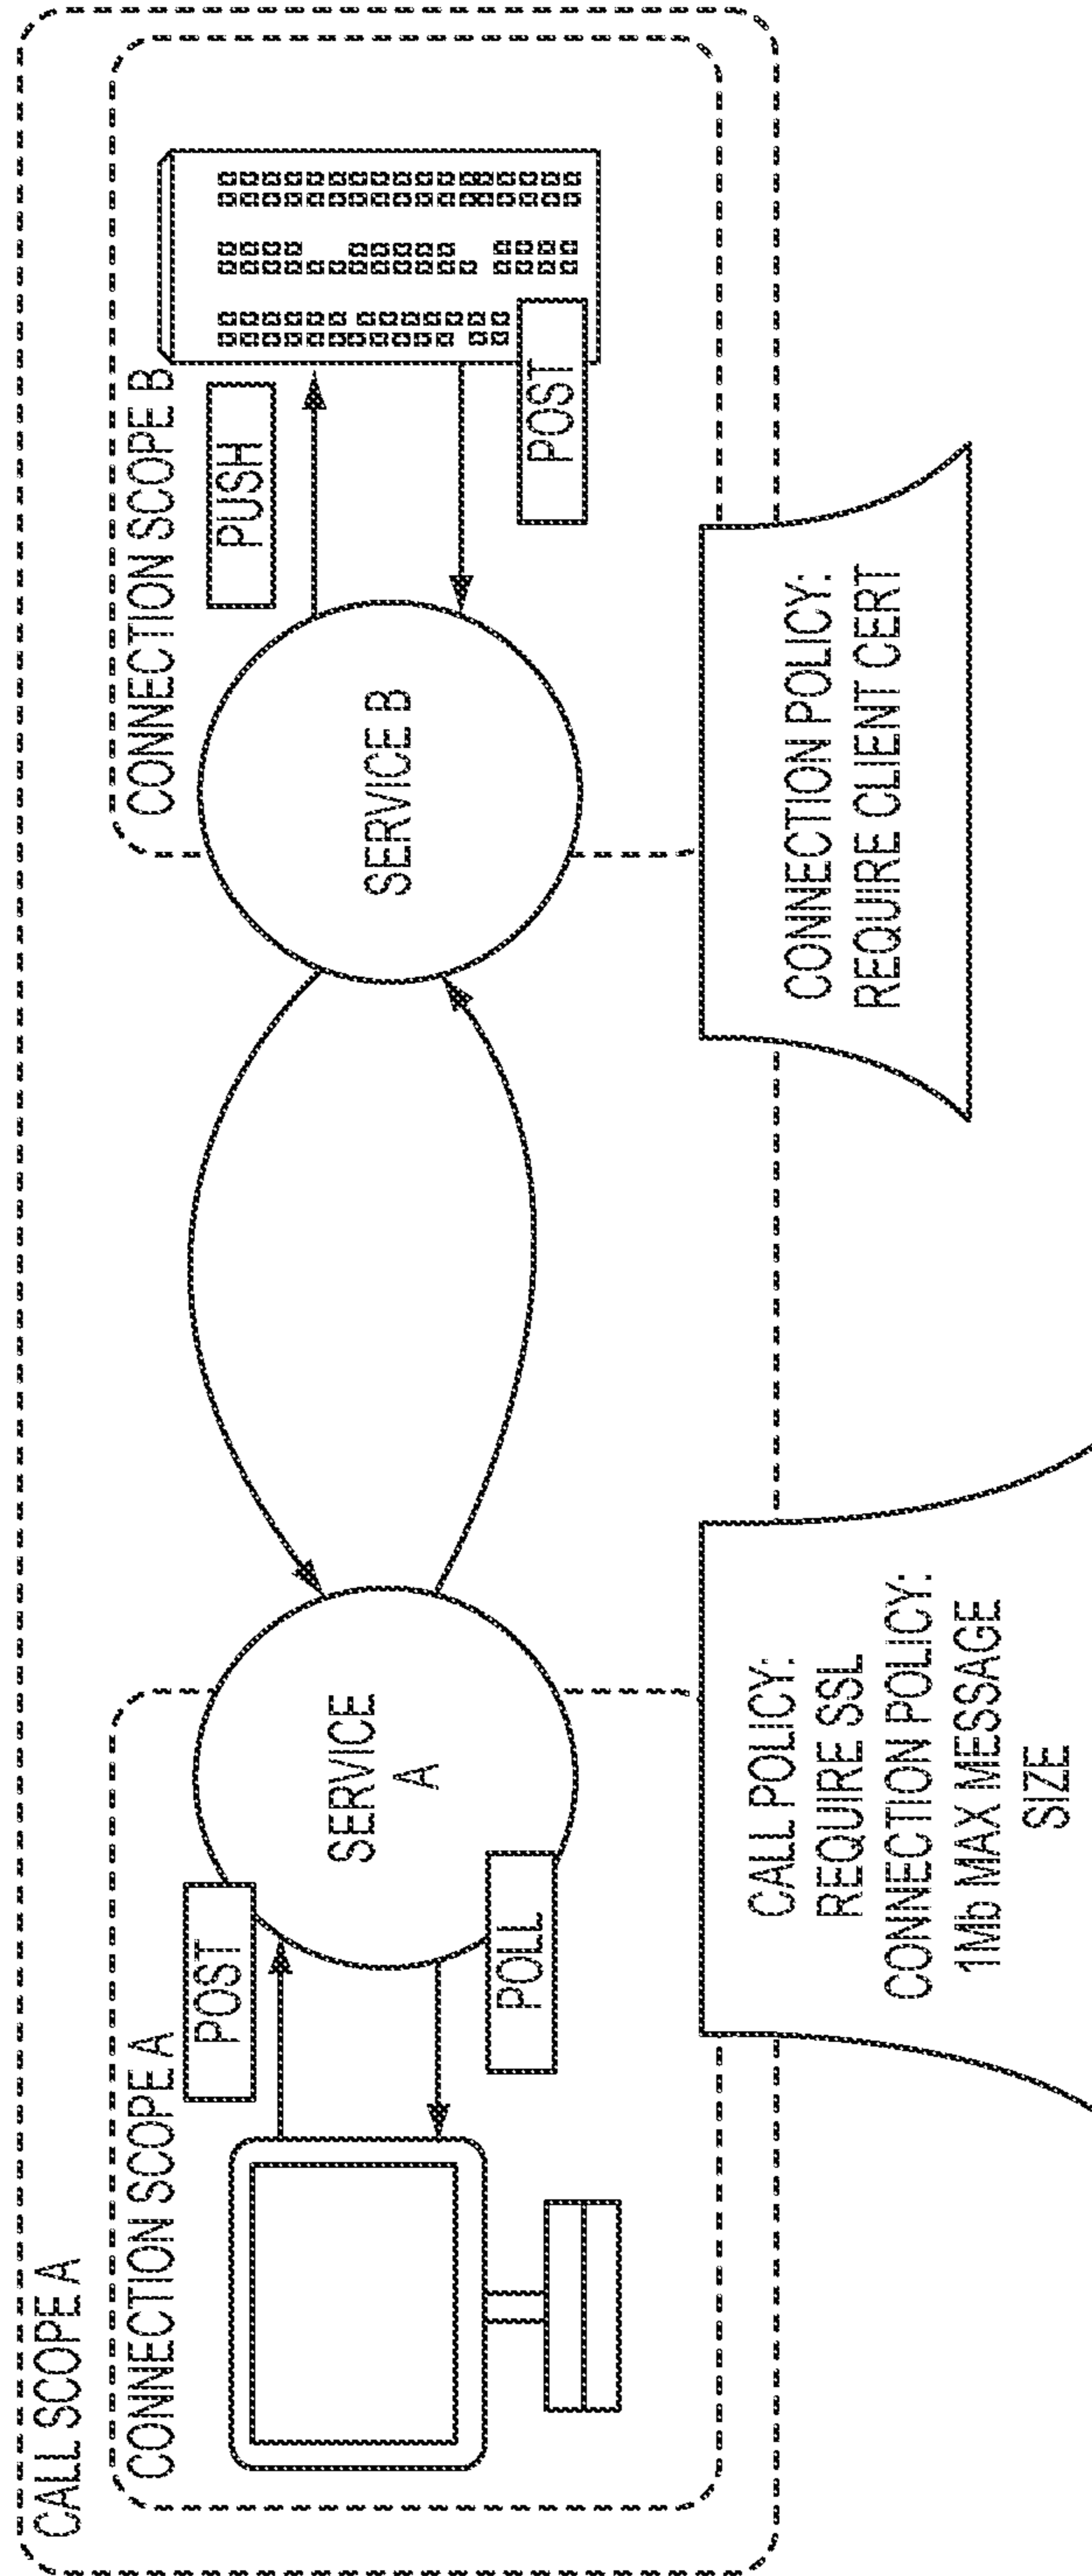 CALL SCOPE A
CONNECTION SCOPE A
CONNECTION SCOPE B
POST
PUSH
SERVICE
A
SERVICE B
POLL
POST
CALL POLICY:
REQUIRE SSL
CONNECTION POLICY:
1Mb MAX MESSAGE
SIZE
CONNECTION POLICY:
REQUIRE CLIENT CERT